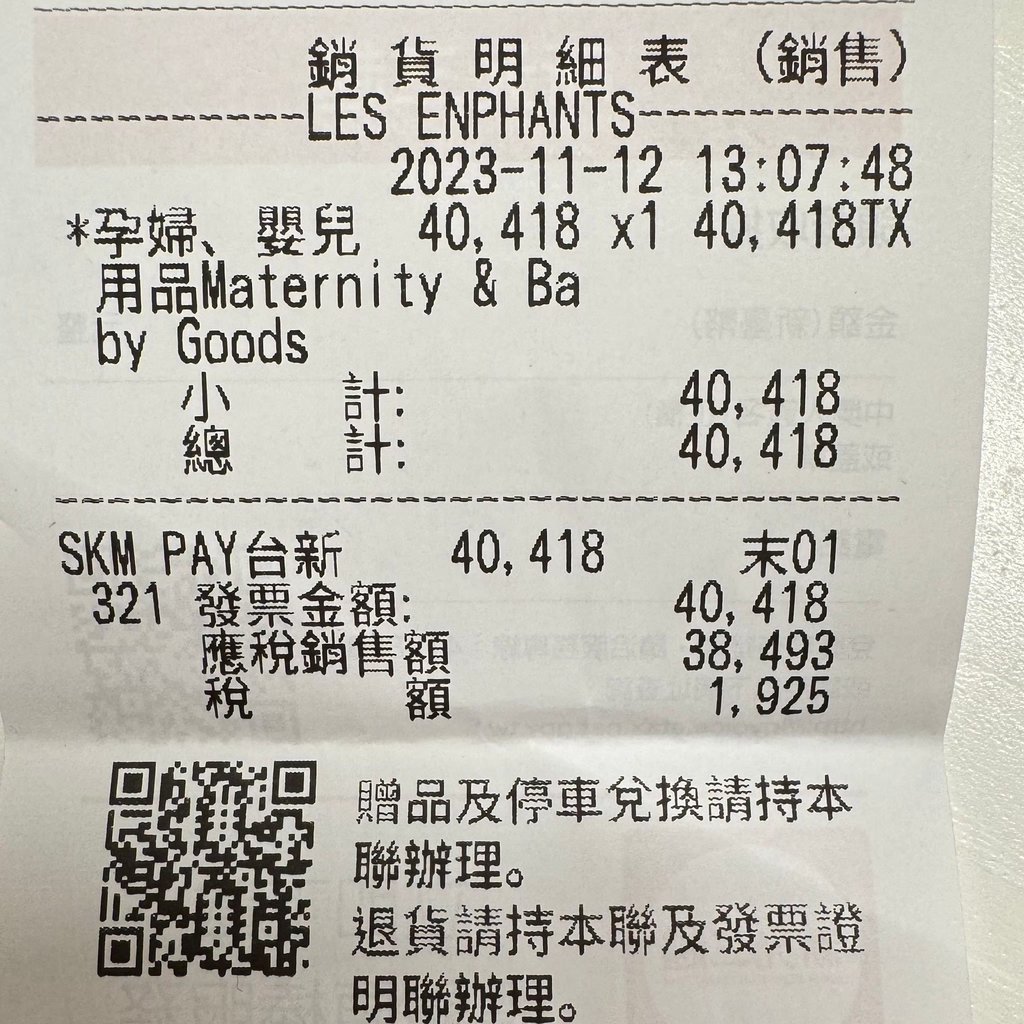 銷貨明細表 (銷售)
LES ENPHANTS
2023-11-12 13:07:48
*孕婦、嬰兒 40,418 x1 40,418TX
用品Maternity & Ba
by Goods
小 計: 40,418
總 計: 40,418
SKM PAY台新 40,418 末01
321 發票金額: 40,418
應稅銷售額 38,493
稅 額 1,925
贈品及停車兌換請持本
聯辦理。
退貨請持本聯及發票證
明聯辦理。